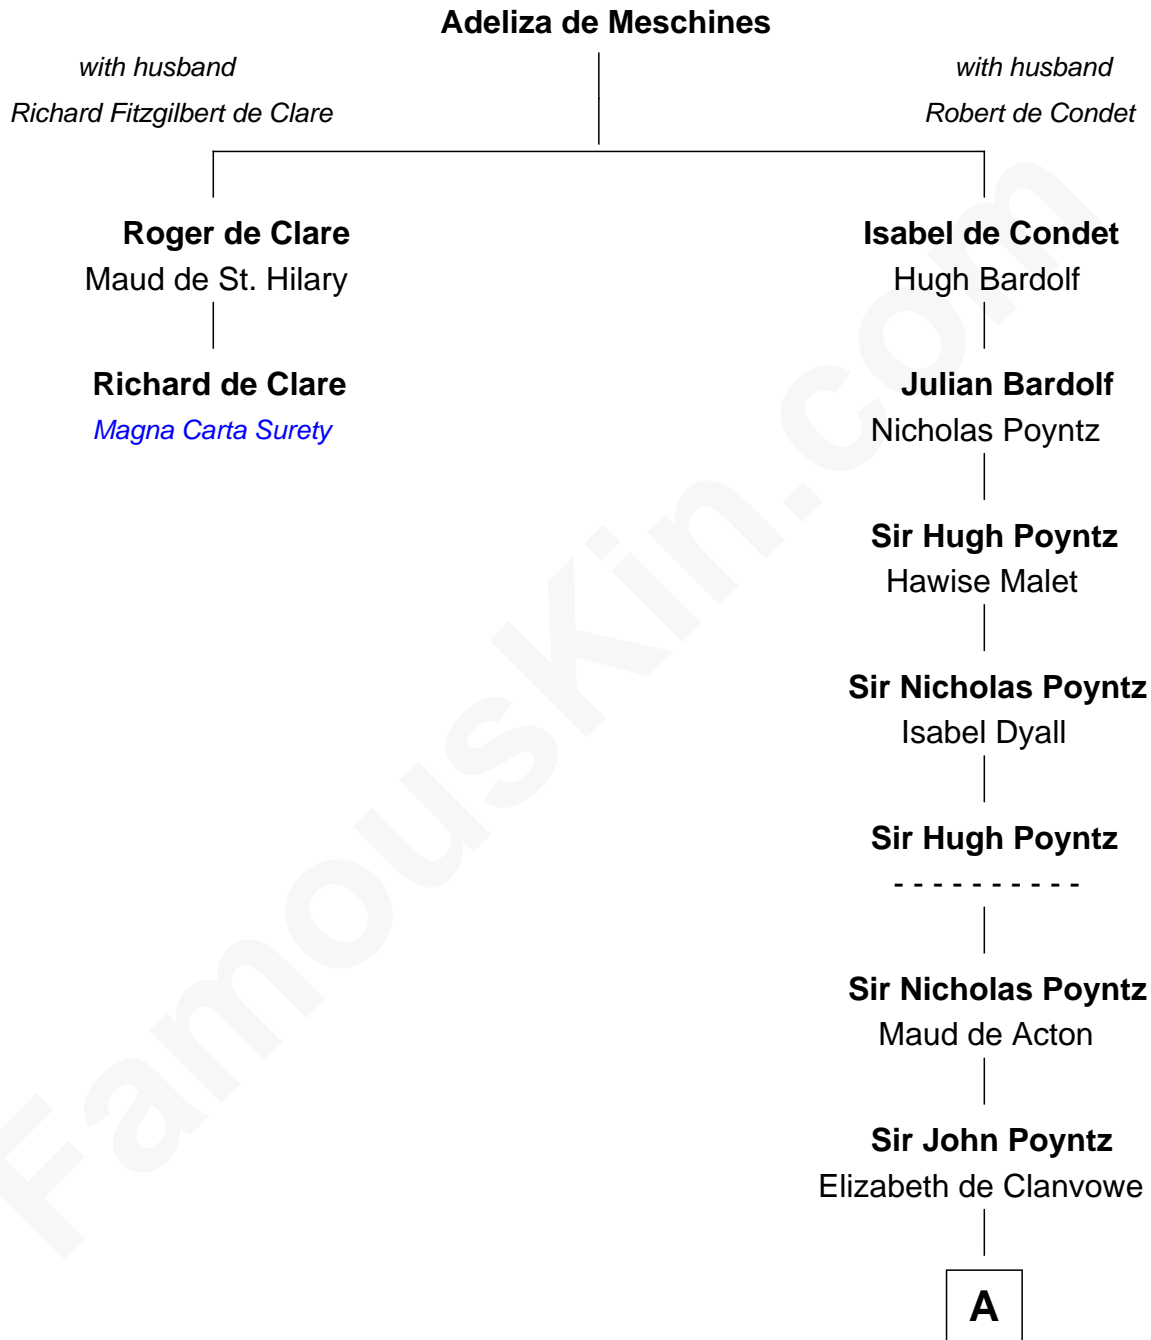 Adeliza de Meschines
with husband
Richard Fitzgilbert de Clare
with husband
Robert de Condet
Roger de Clare
Maud de St. Hilary
Richard de Clare
Magna Carta Surety
Isabel de Condet
Hugh Bardolf
Julian Bardolf
Nicholas Poyntz
Sir Hugh Poyntz
Hawise Malet
Sir Nicholas Poyntz
Isabel Dyall
Sir Hugh Poyntz
- - - - - - - - - -
Sir Nicholas Poyntz
Maud de Acton
Sir John Poyntz
Elizabeth de Clanvowe
A
FamousKin.com